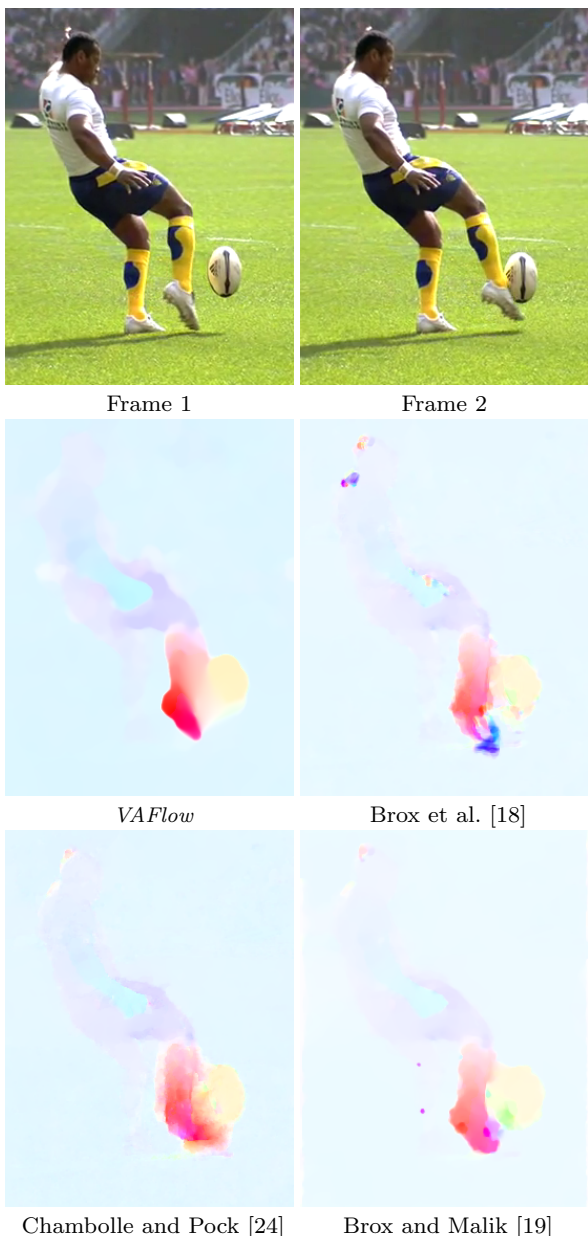 Frame 1
Frame 2
VAFlow
Brox et al. [18]
Chambolle and Pock [24]
Brox and Malik [19]